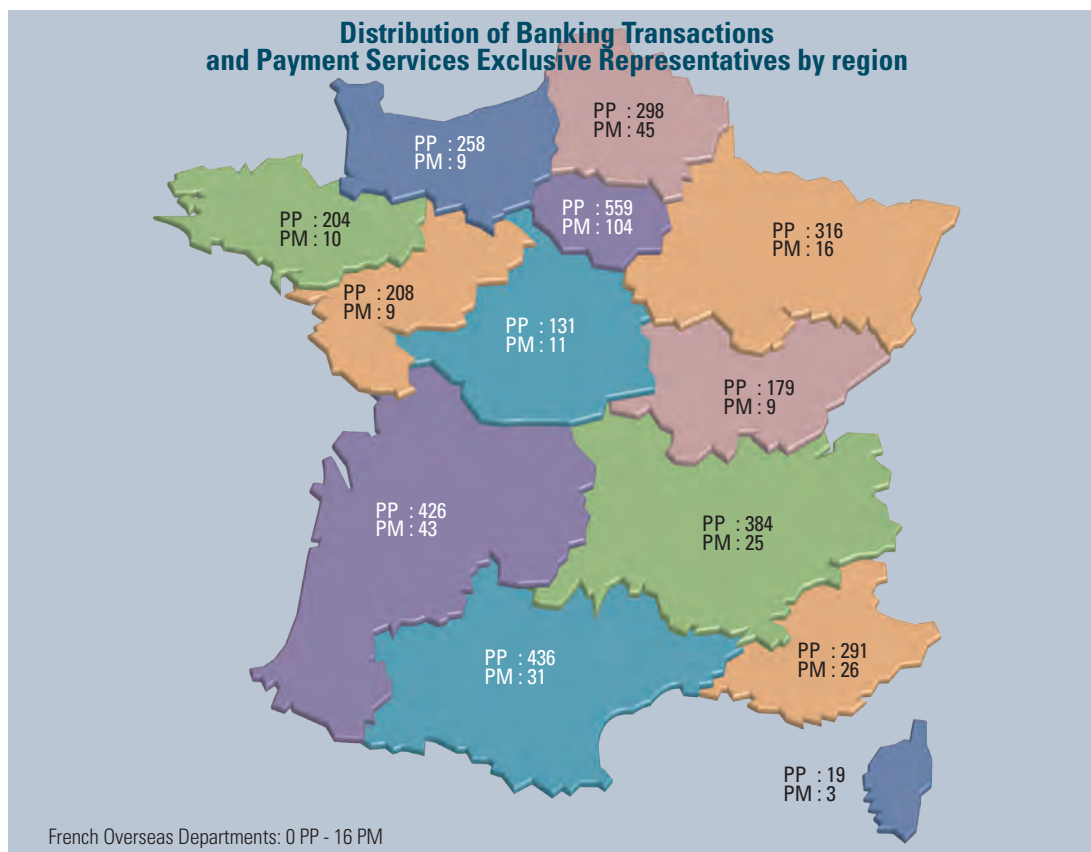 Distribution of Banking Transactions
and Payment Services Exclusive Representatives by region
PP : 298
PM : 45
PP : 258
PM : 9
PP : 559
PM : 104
PP : 204
PM : 10
PP : 316
PM : 16
PP : 208
PM : 9
PP : 131
PM : 11
PP : 179
PM : 9
PP : 426
PM : 43
PP : 384
PM : 25
PP : 436
PM : 31
PP : 291
PM : 26
PP : 19
PM : 3
French Overseas Departments: 0 PP - 16 PM